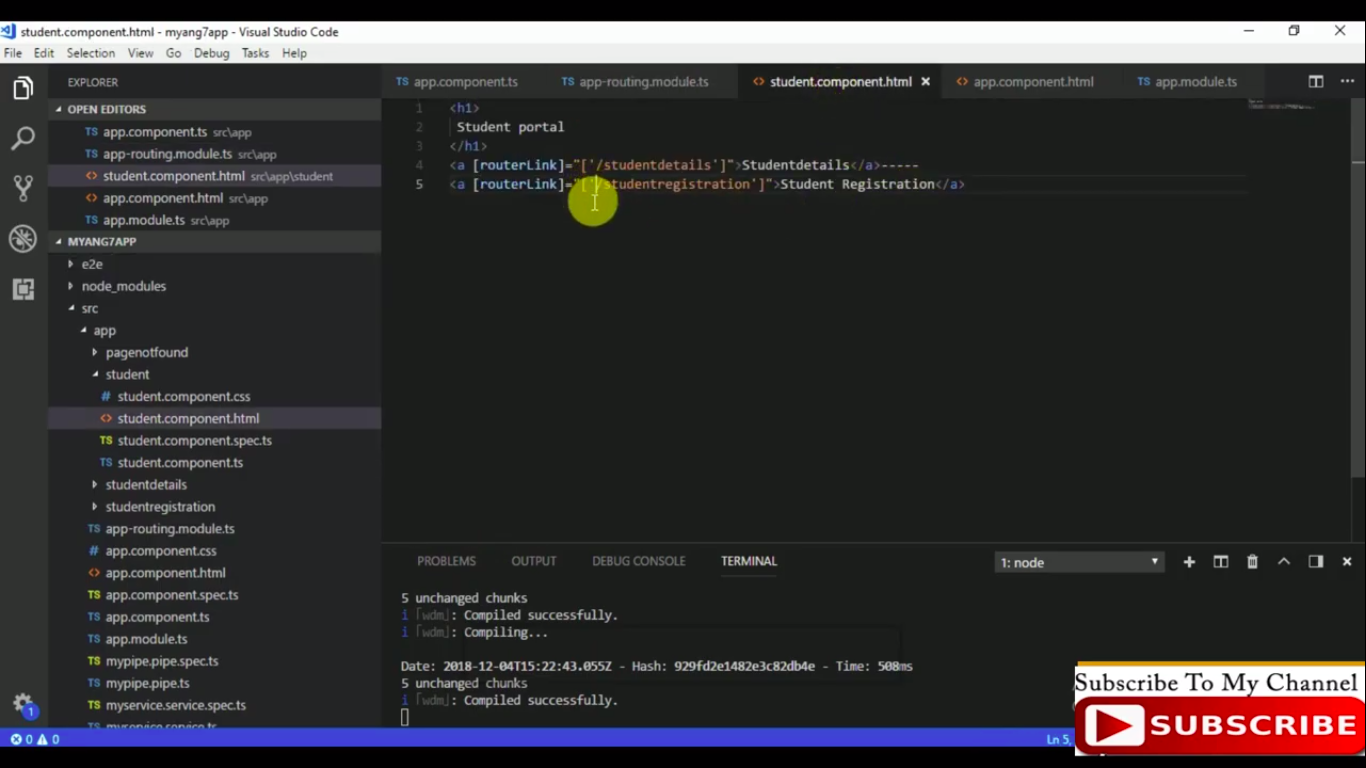 student.component.html - myang7app - Visual Studio Code
File Edit Selection View Go Debug Tasks Help
EXPLORER
OPEN EDITORS
TS app.component.ts src\app
TS app-routing.module.ts src\app
<> student.component.html src\app\student
<> app.component.html src\app
TS app.module.ts src\app
MYANG7APP
e2e
node_modules
src
app
pagenotfound
student
# student.component.css
<> student.component.html
TS student.component.spec.ts
TS student.component.ts
studentdetails
studentregistration
TS app-routing.module.ts
# app.component.css
<> app.component.html
TS app.component.spec.ts
TS app.component.ts
TS app.module.ts
TS mypipe.pipe.spec.ts
TS mypipe.pipe.ts
TS myservice.service.spec.ts
TS myservice.service.ts
TS app.component.ts TS app-routing.module.ts <> student.component.html <> app.component.html TS app.module.ts
1 <h1>
2 Student portal
3 </h1>
4 <a [routerLink]="['/studentdetails']">Studentdetails</a>-----
5 <a [routerLink]="['/studentregistration']">Student Registration</a>
PROBLEMS OUTPUT DEBUG CONSOLE TERMINAL 1: node
5 unchanged chunks
i ｢wdm｣: Compiled successfully.
i ｢wdm｣: Compiling...
Date: 2018-12-04T15:22:43.055Z - Hash: 929fd2e1482e3c82db4e - Time: 508ms
5 unchanged chunks
i ｢wdm｣: Compiled successfully.
1
0 0
Ln 5,
Subscribe To My Channel
SUBSCRIBE